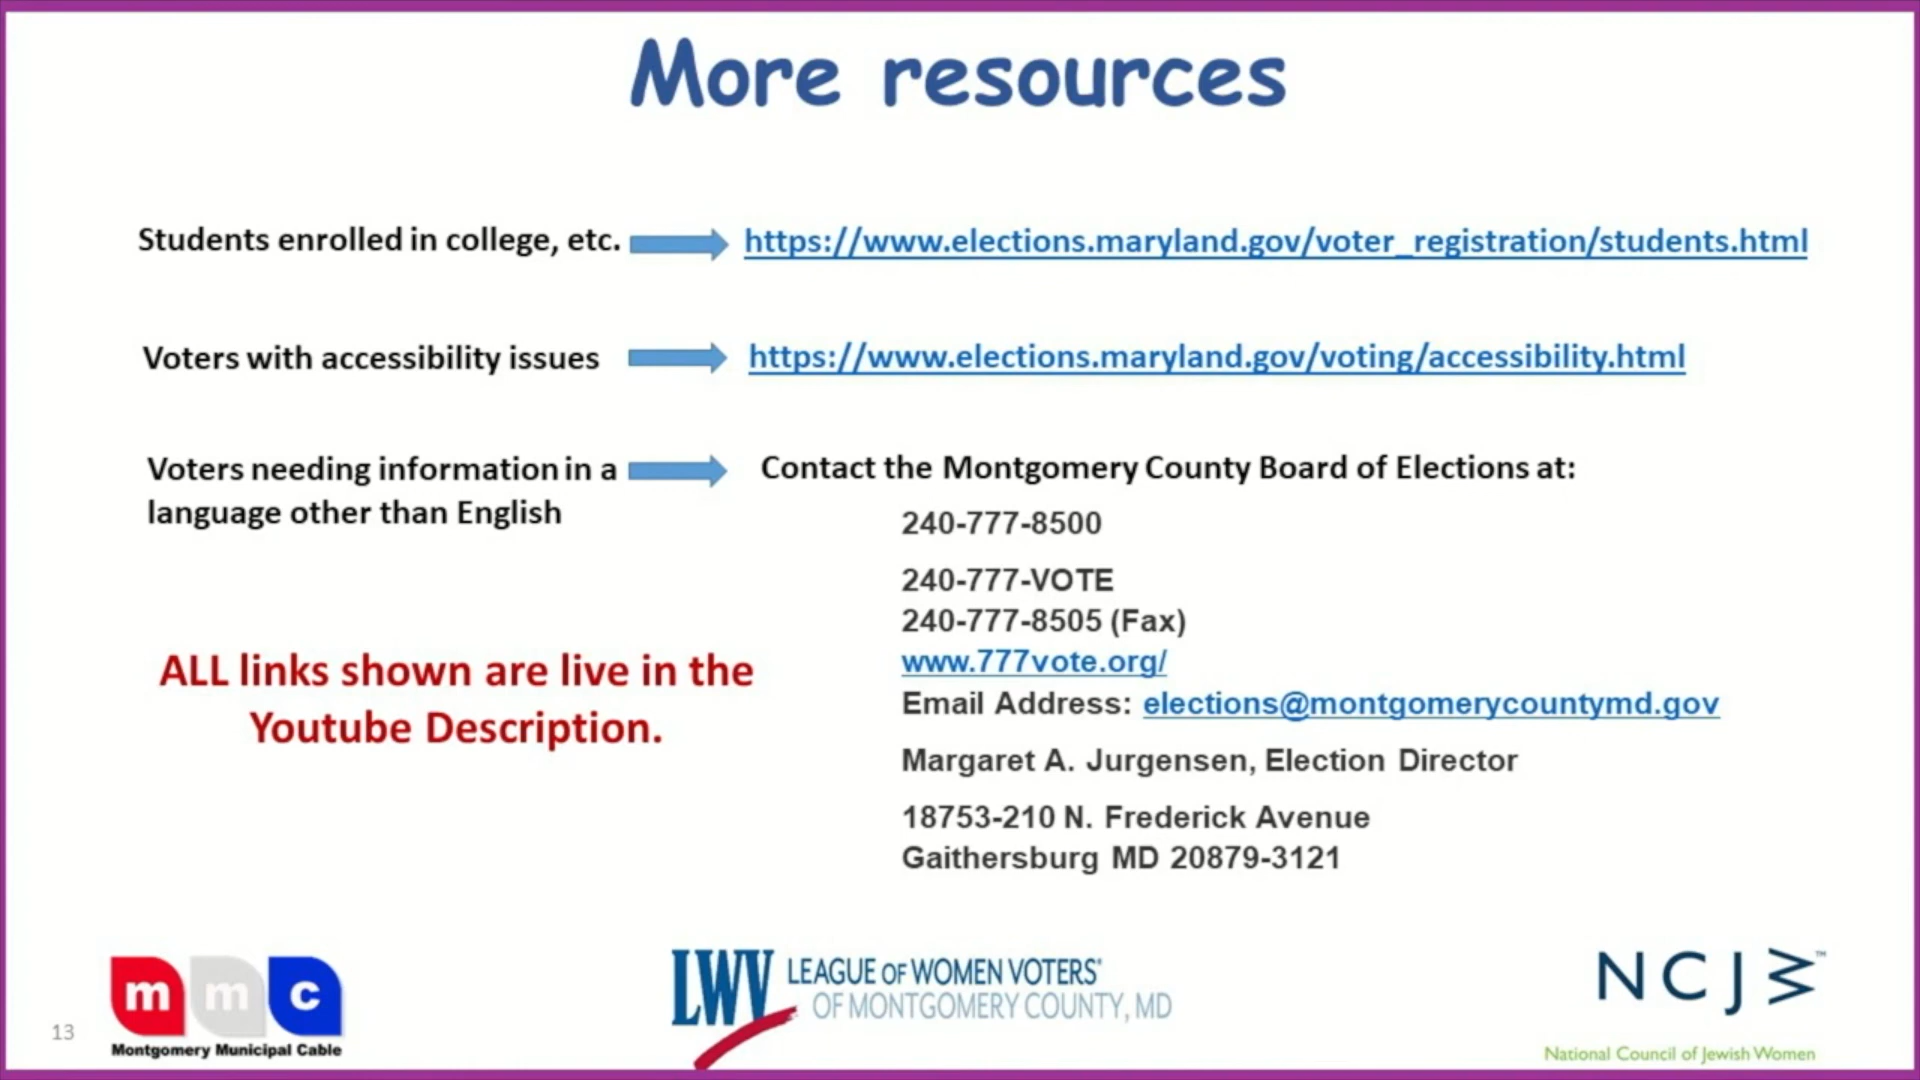 More resources
Students enrolled in college, etc.
https://www.elections.maryland.gov/voter_registration/students.html
Voters with accessibility issues
https://www.elections.maryland.gov/voting/accessibility.html
Voters needing information in a
language other than English
Contact the Montgomery County Board of Elections at:
240-777-8500
240-777-VOTE
240-777-8505 (Fax)
www.777vote.org/
Email Address: elections@montgomerycountymd.gov
Margaret A. Jurgensen, Election Director
18753-210 N. Frederick Avenue
Gaithersburg MD 20879-3121
ALL links shown are live in the
Youtube Description.
13
mmc
Montgomery Municipal Cable
LWV LEAGUE OF WOMEN VOTERS®
OF MONTGOMERY COUNTY, MD
NCJW™
National Council of Jewish Women